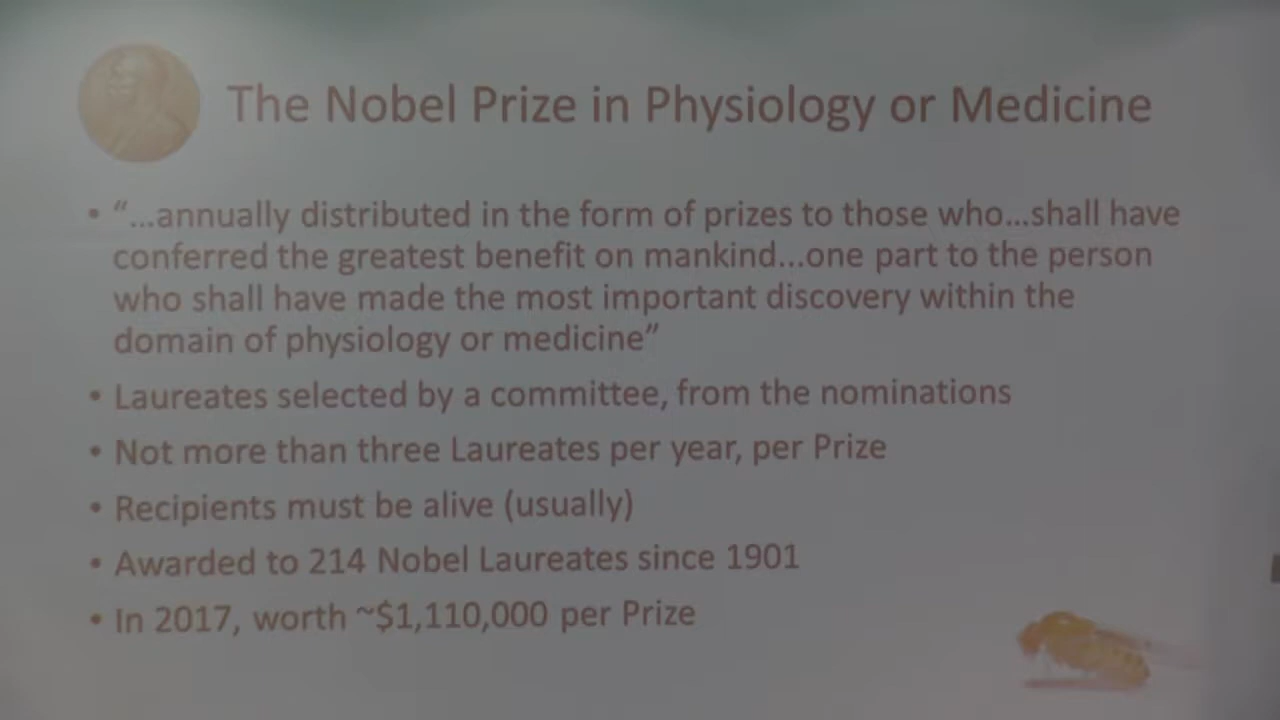 The Nobel Prize in Physiology or Medicine
• “...annually distributed in the form of prizes to those who...shall have
conferred the greatest benefit on mankind...one part to the person
who shall have made the most important discovery within the
domain of physiology or medicine”
• Laureates selected by a committee, from the nominations
• Not more than three Laureates per year, per Prize
• Recipients must be alive (usually)
• Awarded to 214 Nobel Laureates since 1901
• In 2017, worth ~$1,110,000 per Prize